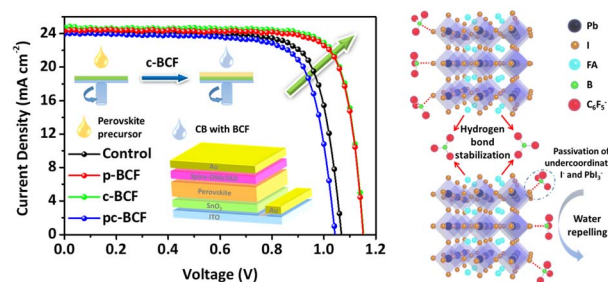 Current Density (mA cm⁻²)
28
24
20
16
12
8
4
0
0.0
0.2
0.4
0.6
0.8
1.0
1.2
Voltage (V)
c-BCF
Perovskite
precursor
CB with BCF
Control
p-BCF
c-BCF
pc-BCF
Au
Perovskite
SnO₂
ITO
Au
Pb
I
FA
B
C₆F₅⁻
Hydrogen
bond
stabilization
Passivation of
undercoordinated
I⁻ and PbI₃⁻
Water
repelling